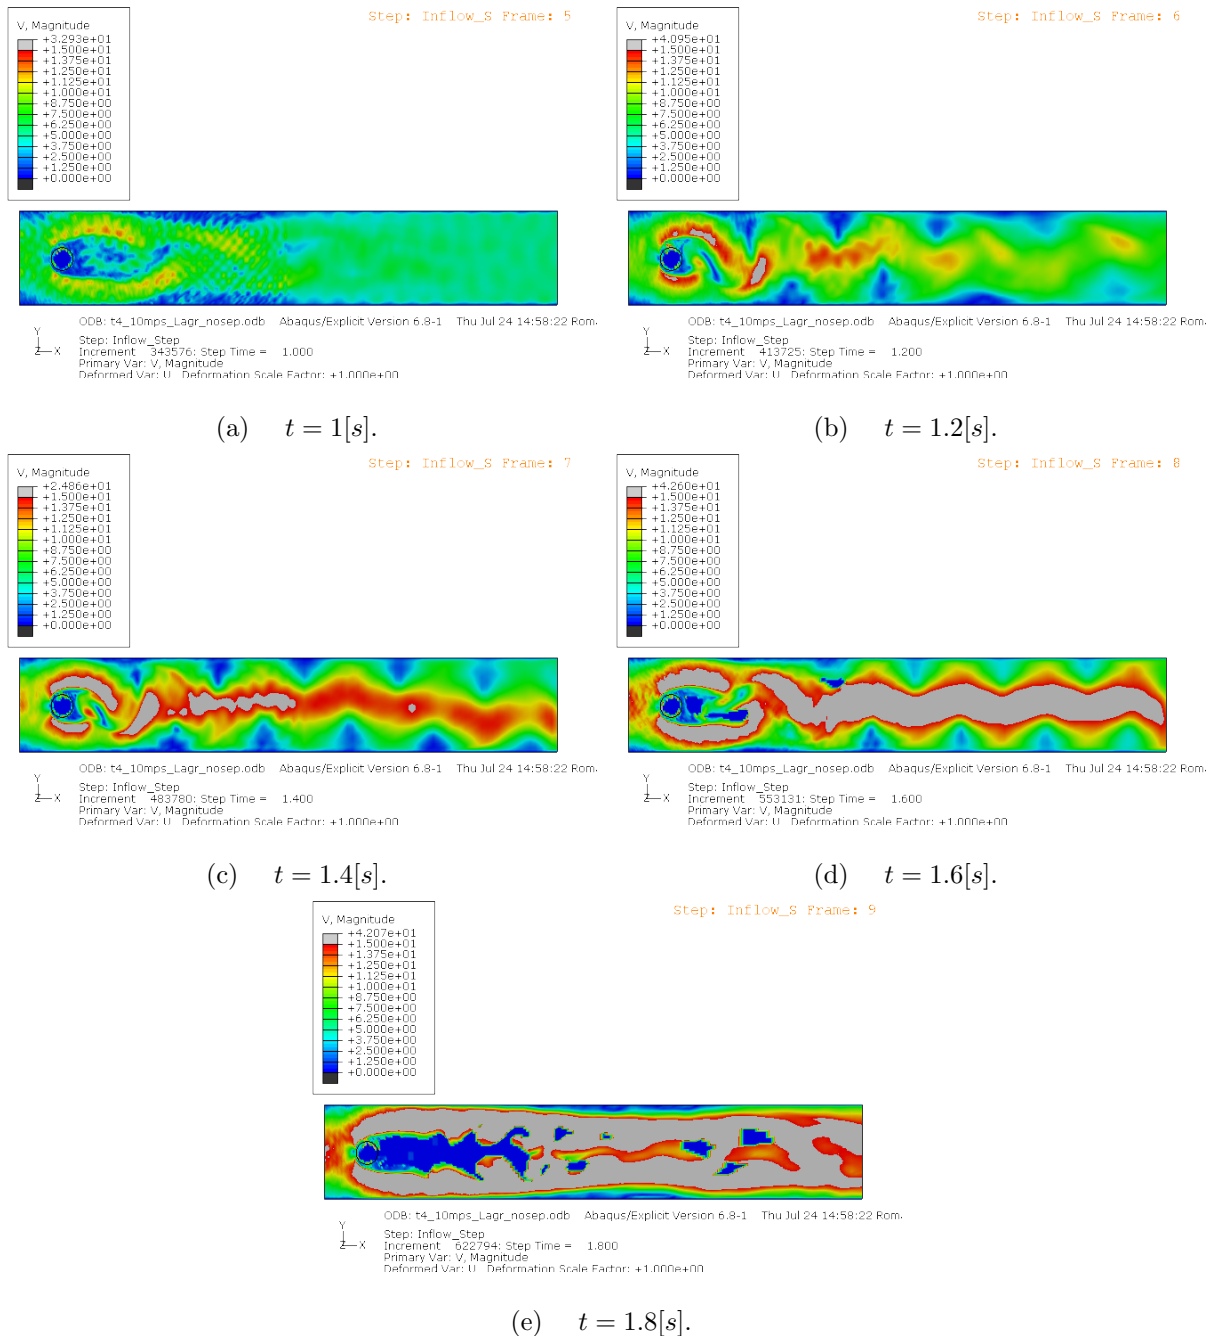 Step: Inflow_S Frame: 5
V, Magnitude
+3.293e+01
+1.500e+01
+1.375e+01
+1.250e+01
+1.125e+01
+1.000e+01
+8.750e+00
+7.500e+00
+6.250e+00
+5.000e+00
+3.750e+00
+2.500e+00
+1.250e+00
+0.000e+00
Y
Z X
ODB: t4_10mps_Lagr_nosep.odb Abaqus/Explicit Version 6.8-1 Thu Jul 24 14:58:22 Rom
Step: Inflow_Step
Increment 343576: Step Time = 1.000
Primary Var: V, Magnitude
Deformed Var: U Deformation Scale Factor: +1.000e+00
(a) t = 1[s].
Step: Inflow_S Frame: 6
V, Magnitude
+4.095e+01
+1.500e+01
+1.375e+01
+1.250e+01
+1.125e+01
+1.000e+01
+8.750e+00
+7.500e+00
+6.250e+00
+5.000e+00
+3.750e+00
+2.500e+00
+1.250e+00
+0.000e+00
Y
Z X
ODB: t4_10mps_Lagr_nosep.odb Abaqus/Explicit Version 6.8-1 Thu Jul 24 14:58:22 Rom
Step: Inflow_Step
Increment 413725: Step Time = 1.200
Primary Var: V, Magnitude
Deformed Var: U Deformation Scale Factor: +1.000e+00
(b) t = 1.2[s].
Step: Inflow_S Frame: 7
V, Magnitude
+2.486e+01
+1.500e+01
+1.375e+01
+1.250e+01
+1.125e+01
+1.000e+01
+8.750e+00
+7.500e+00
+6.250e+00
+5.000e+00
+3.750e+00
+2.500e+00
+1.250e+00
+0.000e+00
Y
Z X
ODB: t4_10mps_Lagr_nosep.odb Abaqus/Explicit Version 6.8-1 Thu Jul 24 14:58:22 Rom
Step: Inflow_Step
Increment 483780: Step Time = 1.400
Primary Var: V, Magnitude
Deformed Var: U Deformation Scale Factor: +1.000e+00
(c) t = 1.4[s].
Step: Inflow_S Frame: 8
V, Magnitude
+4.260e+01
+1.500e+01
+1.375e+01
+1.250e+01
+1.125e+01
+1.000e+01
+8.750e+00
+7.500e+00
+6.250e+00
+5.000e+00
+3.750e+00
+2.500e+00
+1.250e+00
+0.000e+00
Y
Z X
ODB: t4_10mps_Lagr_nosep.odb Abaqus/Explicit Version 6.8-1 Thu Jul 24 14:58:22 Rom
Step: Inflow_Step
Increment 553131: Step Time = 1.600
Primary Var: V, Magnitude
Deformed Var: U Deformation Scale Factor: +1.000e+00
(d) t = 1.6[s].
Step: Inflow_S Frame: 9
V, Magnitude
+4.207e+01
+1.500e+01
+1.375e+01
+1.250e+01
+1.125e+01
+1.000e+01
+8.750e+00
+7.500e+00
+6.250e+00
+5.000e+00
+3.750e+00
+2.500e+00
+1.250e+00
+0.000e+00
Y
Z X
ODB: t4_10mps_Lagr_nosep.odb Abaqus/Explicit Version 6.8-1 Thu Jul 24 14:58:22 Rom
Step: Inflow_Step
Increment 622794: Step Time = 1.800
Primary Var: V, Magnitude
Deformed Var: U Deformation Scale Factor: +1.000e+00
(e) t = 1.8[s].